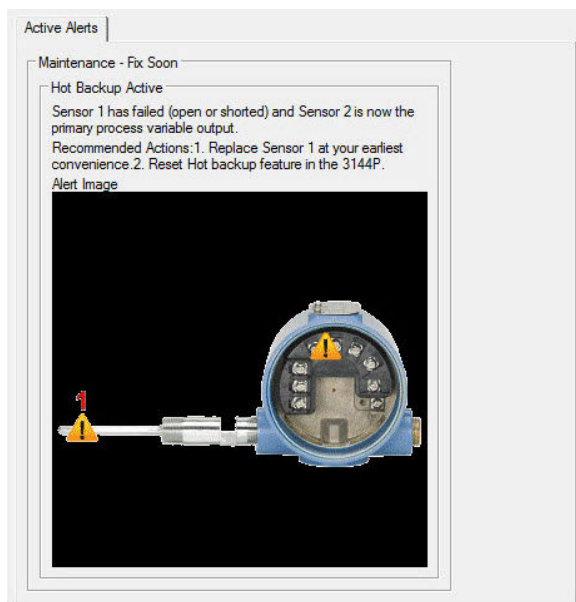 Active Alerts
Maintenance - Fix Soon
Hot Backup Active
Sensor 1 has failed (open or shorted) and Sensor 2 is now the
primary process variable output.
Recommended Actions:1. Replace Sensor 1 at your earliest
convenience.2. Reset Hot backup feature in the 3144P.
Alert Image
1